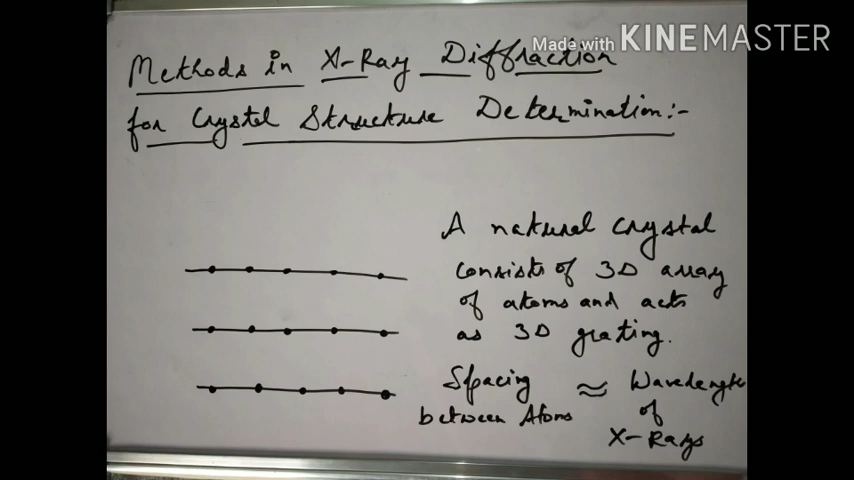 Made with KINEMASTER
Methods in X-Ray Diffraction
for Crystal Structure Determination:-
A natural crystal
consists of 3D array
of atoms and acts
as 3D grating.
Spacing ≈ Wavelength
between Atoms of
X-Rays